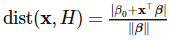 dist(𝐱, H) = |β₀+𝐱ᵀ𝛃| / ‖𝛃‖